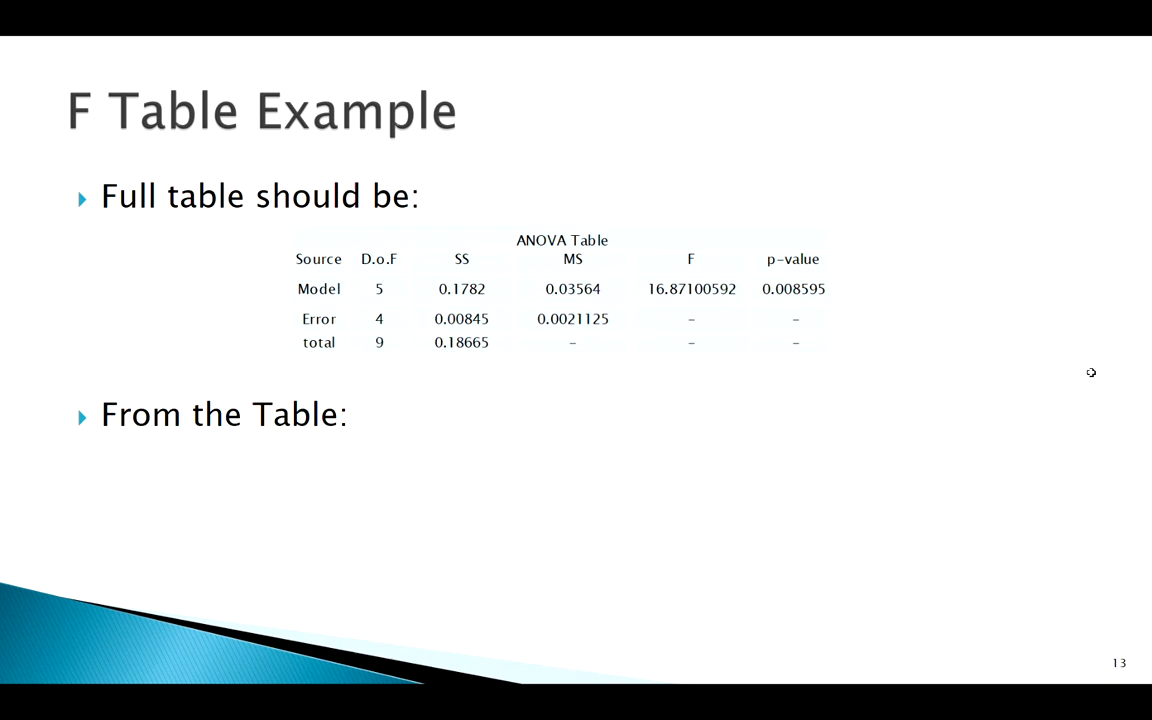 F Table Example
Full table should be:
ANOVA Table
Source D.o.F SS MS F p-value
Model 5 0.1782 0.03564 16.87100592 0.008595
Error 4 0.00845 0.0021125 – –
total 9 0.18665 – – –
From the Table:
13